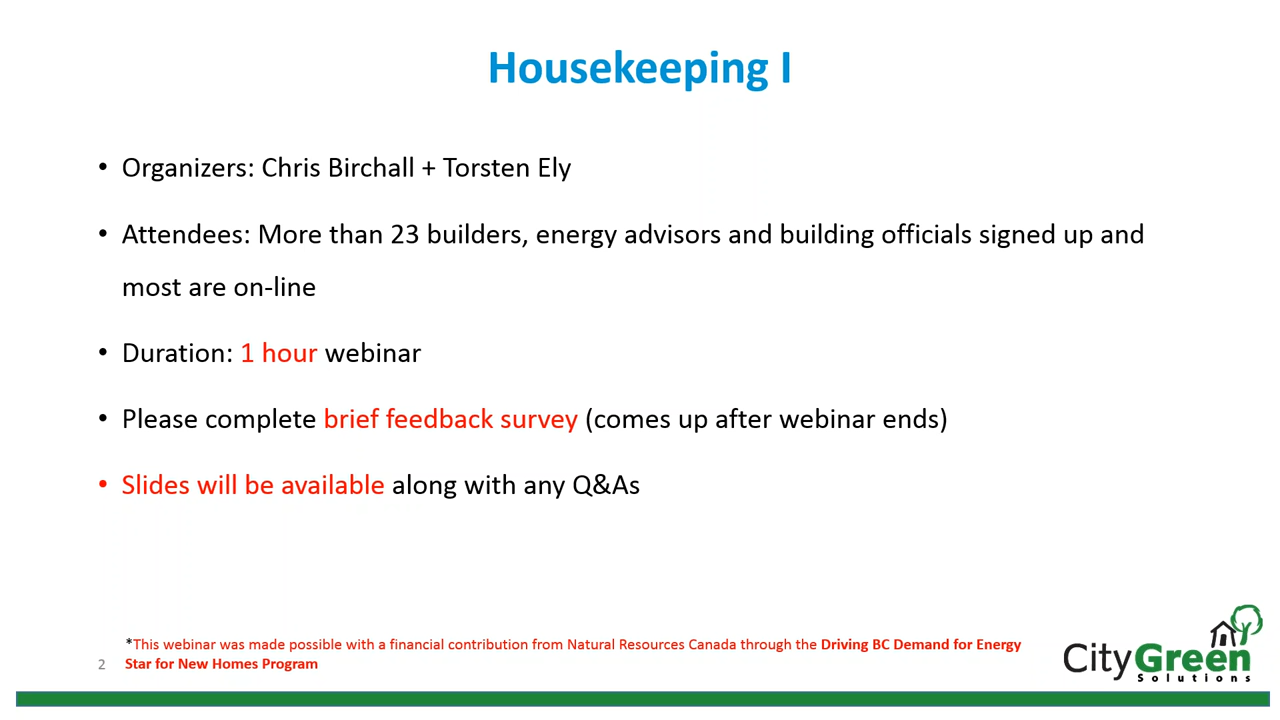 Housekeeping I
• Organizers: Chris Birchall + Torsten Ely
• Attendees: More than 23 builders, energy advisors and building officials signed up and
most are on-line
• Duration: 1 hour webinar
• Please complete brief feedback survey (comes up after webinar ends)
• Slides will be available along with any Q&As
*This webinar was made possible with a financial contribution from Natural Resources Canada through the Driving BC Demand for Energy
Star for New Homes Program
2
CityGreen
Solutions